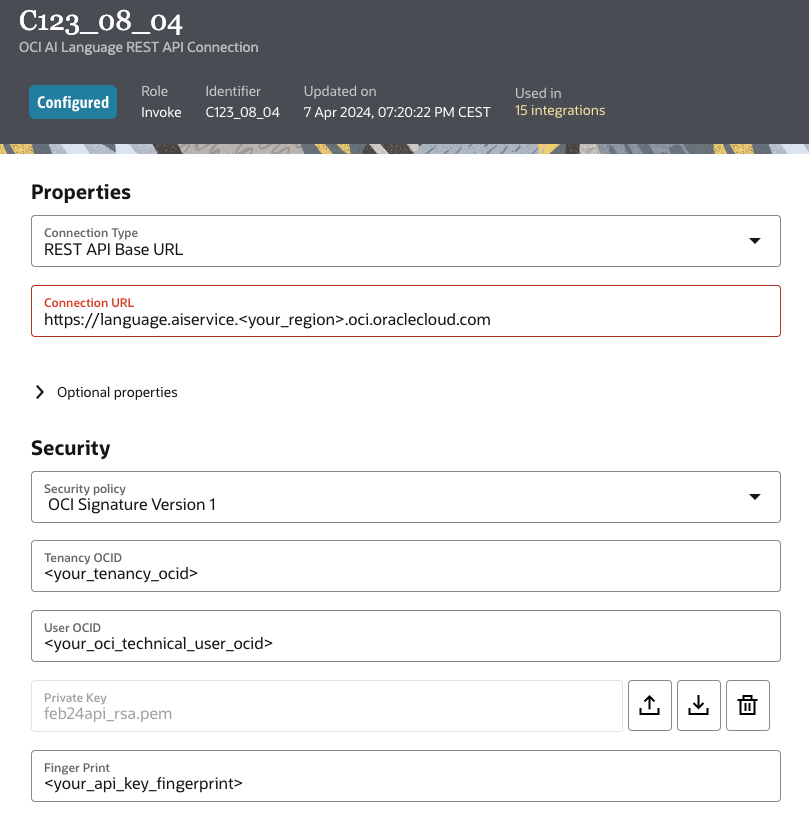 C123_08_04
OCI AI Language REST API Connection
Configured
Role
Invoke
Identifier
C123_08_04
Updated on
7 Apr 2024, 07:20:22 PM CEST
Used in
15 integrations
Properties
Connection Type
REST API Base URL
Connection URL
https://language.aiservice.<your_region>.oci.oraclecloud.com
Optional properties
Security
Security policy
OCI Signature Version 1
Tenancy OCID
<your_tenancy_ocid>
User OCID
<your_oci_technical_user_ocid>
Private Key
feb24api_rsa.pem
Finger Print
<your_api_key_fingerprint>